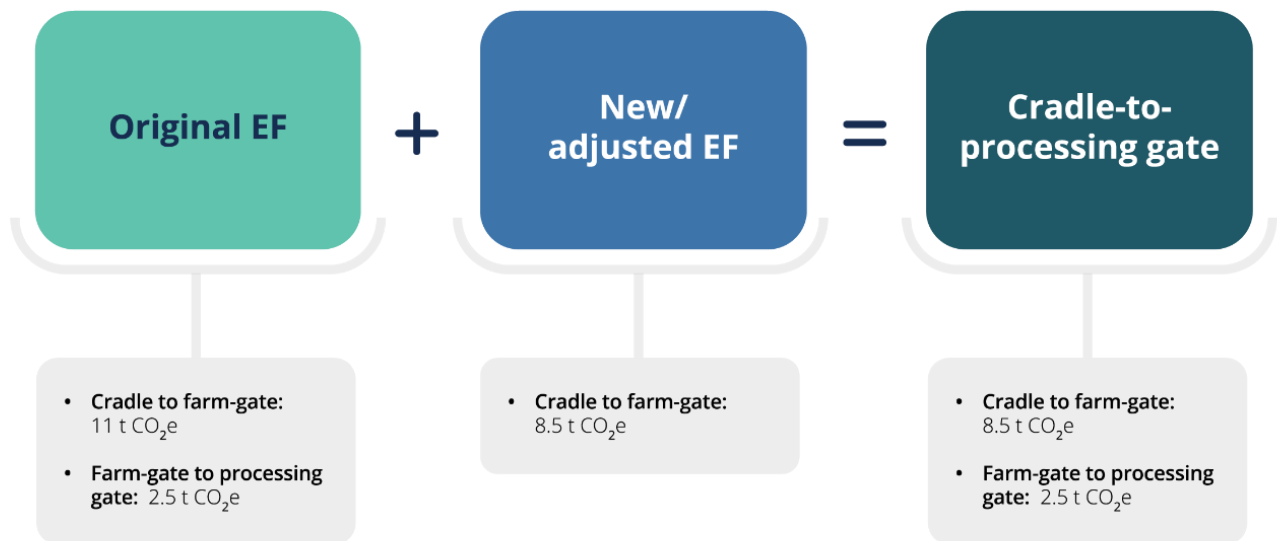 Original EF
+
New/
adjusted EF
=
Cradle-to-
processing gate
• Cradle to farm-gate:
11 t CO₂e
• Farm-gate to processing
gate: 2.5 t CO₂e
• Cradle to farm-gate:
8.5 t CO₂e
• Cradle to farm-gate:
8.5 t CO₂e
• Farm-gate to processing
gate: 2.5 t CO₂e